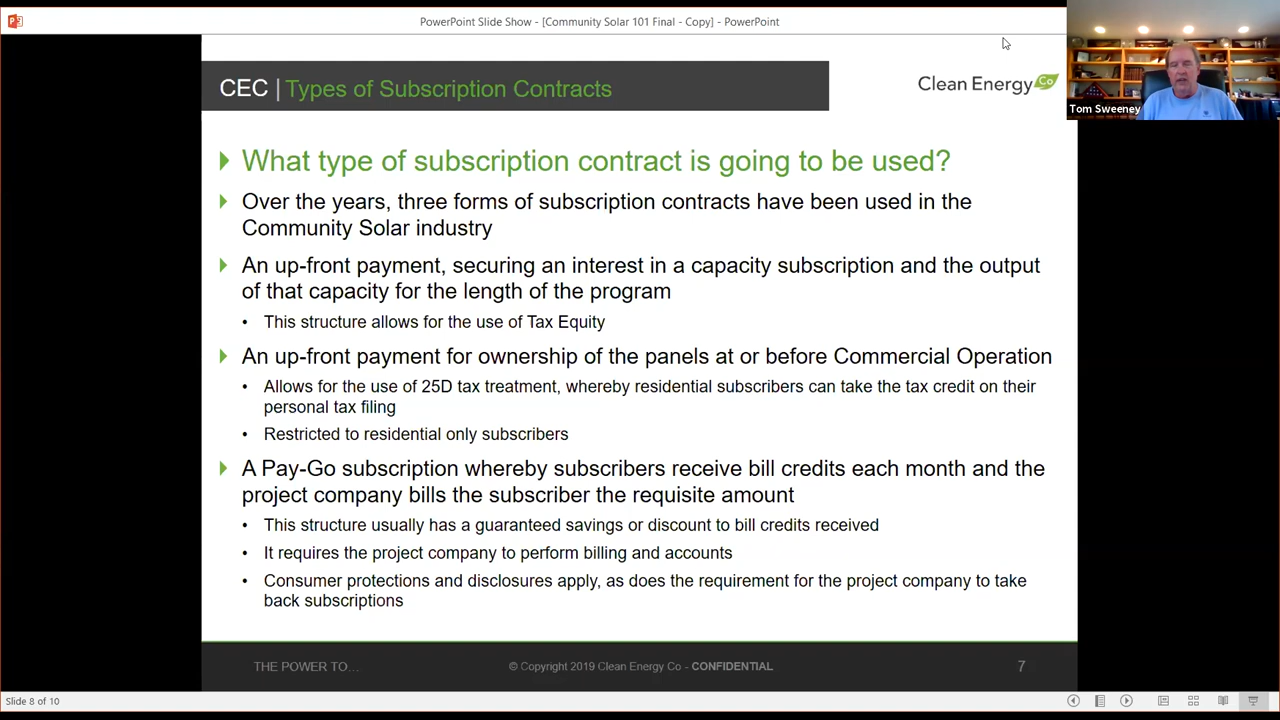 PowerPoint Slide Show - [Community Solar 101 Final - Copy] - PowerPoint
Tom Sweeney
CEC | Types of Subscription Contracts
Clean Energy Co
What type of subscription contract is going to be used?
Over the years, three forms of subscription contracts have been used in the
Community Solar industry
An up-front payment, securing an interest in a capacity subscription and the output
of that capacity for the length of the program
• This structure allows for the use of Tax Equity
An up-front payment for ownership of the panels at or before Commercial Operation
• Allows for the use of 25D tax treatment, whereby residential subscribers can take the tax credit on their
personal tax filing
• Restricted to residential only subscribers
A Pay-Go subscription whereby subscribers receive bill credits each month and the
project company bills the subscriber the requisite amount
• This structure usually has a guaranteed savings or discount to bill credits received
• It requires the project company to perform billing and accounts
• Consumer protections and disclosures apply, as does the requirement for the project company to take
back subscriptions
THE POWER TO...
© Copyright 2019 Clean Energy Co - CONFIDENTIAL
7
Slide 8 of 10